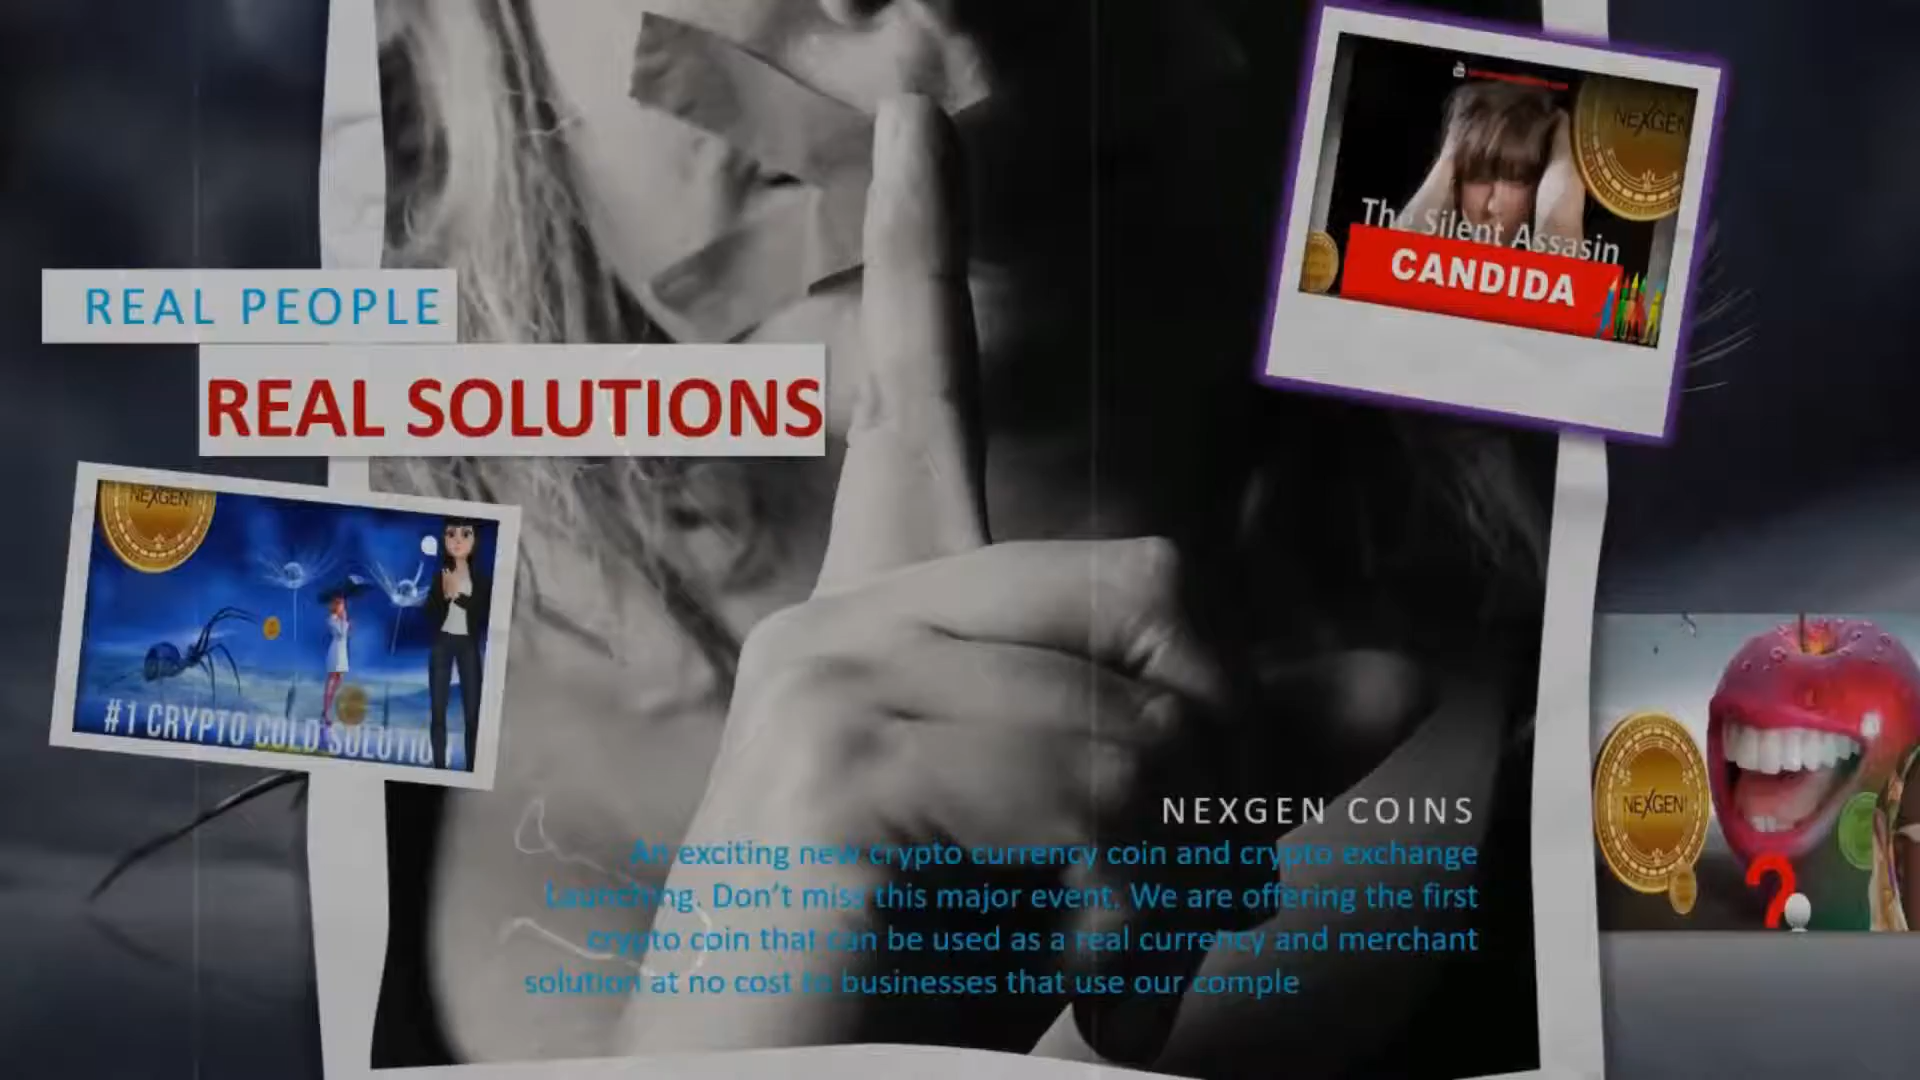 REAL PEOPLE
REAL SOLUTIONS
NEXGEN
The Silent Assasin
CANDIDA
NEXGEN
#1 CRYPTO COLD SOLUTION
NEXGEN
NEXGEN COINS
An exciting new crypto currency coin and crypto exchange
Launching. Don't miss this major event. We are offering the first
crypto coin that can be used as a real currency and merchant
solution at no cost to businesses that use our comple